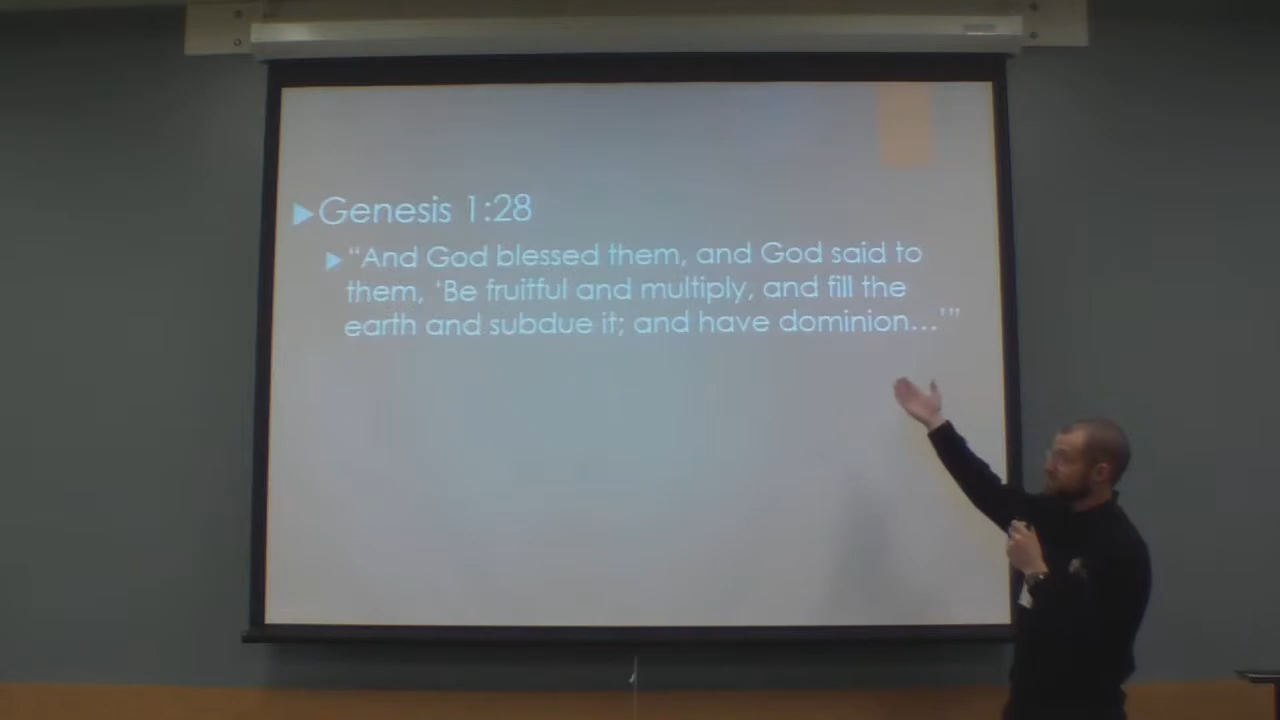 Genesis 1:28
“And God blessed them, and God said to
them, ‘Be fruitful and multiply, and fill the
earth and subdue it; and have dominion...’”